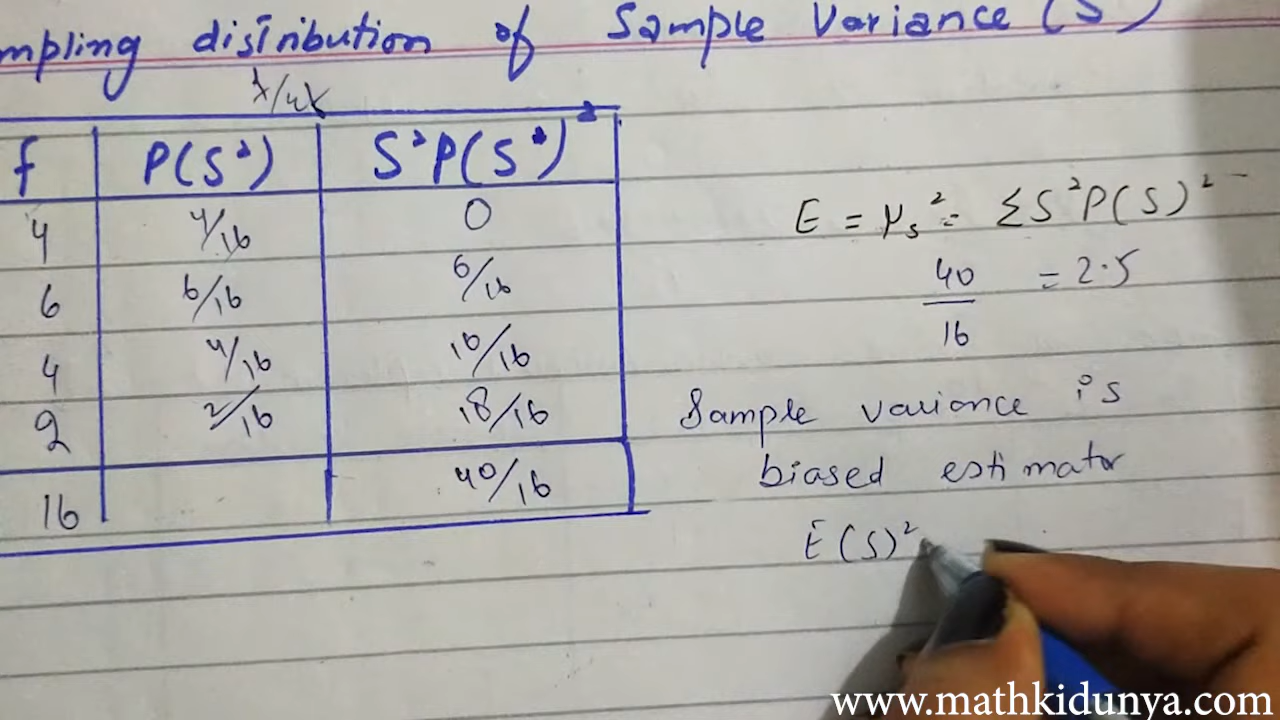 mpling distribution of Sample Variance (S)
f P(S²) S²P(S²)
4 4/16 0
6 6/16 6/16
4 4/16 16/16
2 2/16 18/16
16 40/16
E = μs² = ΣS²P(S)²
40/16 = 2.5
Sample variance is
biased estimator
E(S)²
www.mathkidunya.com